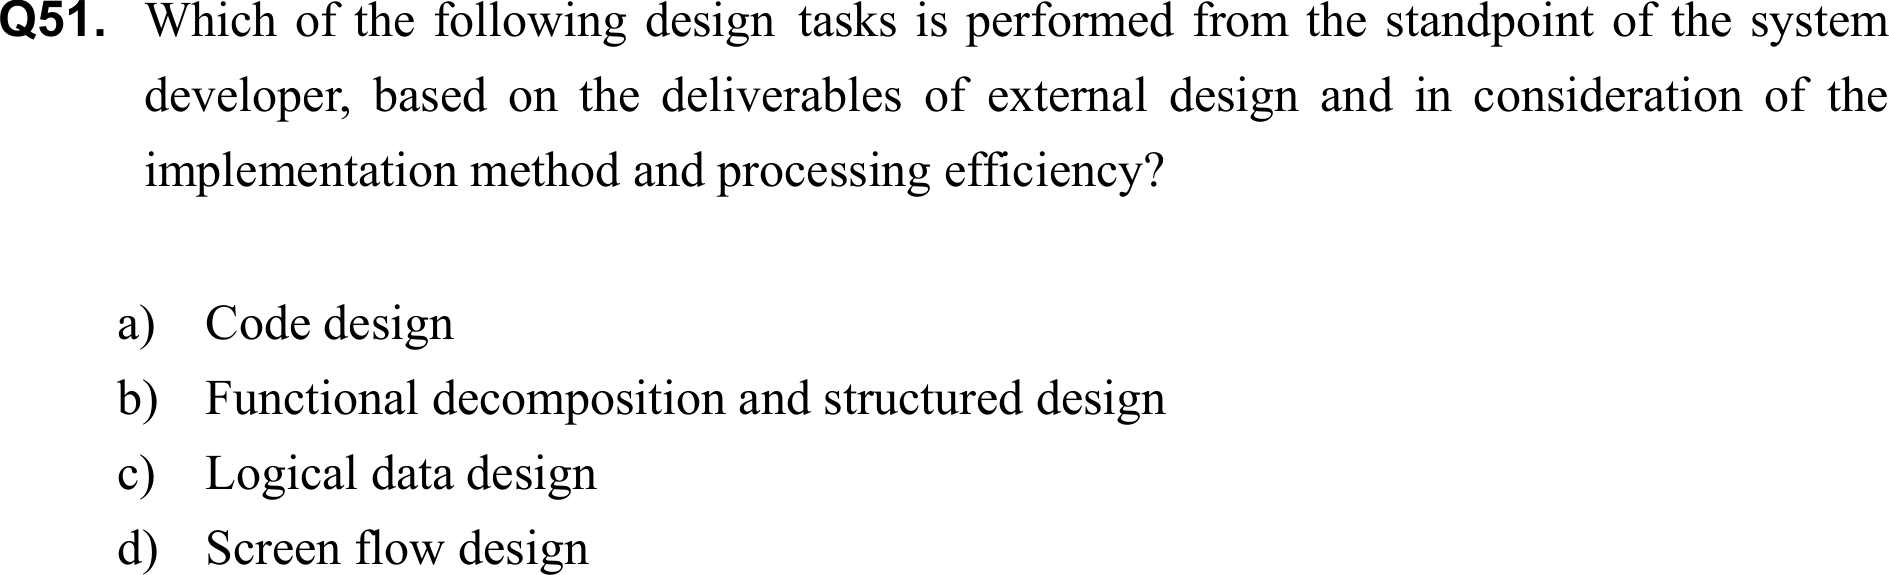 Q51. Which of the following design tasks is performed from the standpoint of the system
developer, based on the deliverables of external design and in consideration of the
implementation method and processing efficiency?
a) Code design
b) Functional decomposition and structured design
c) Logical data design
d) Screen flow design